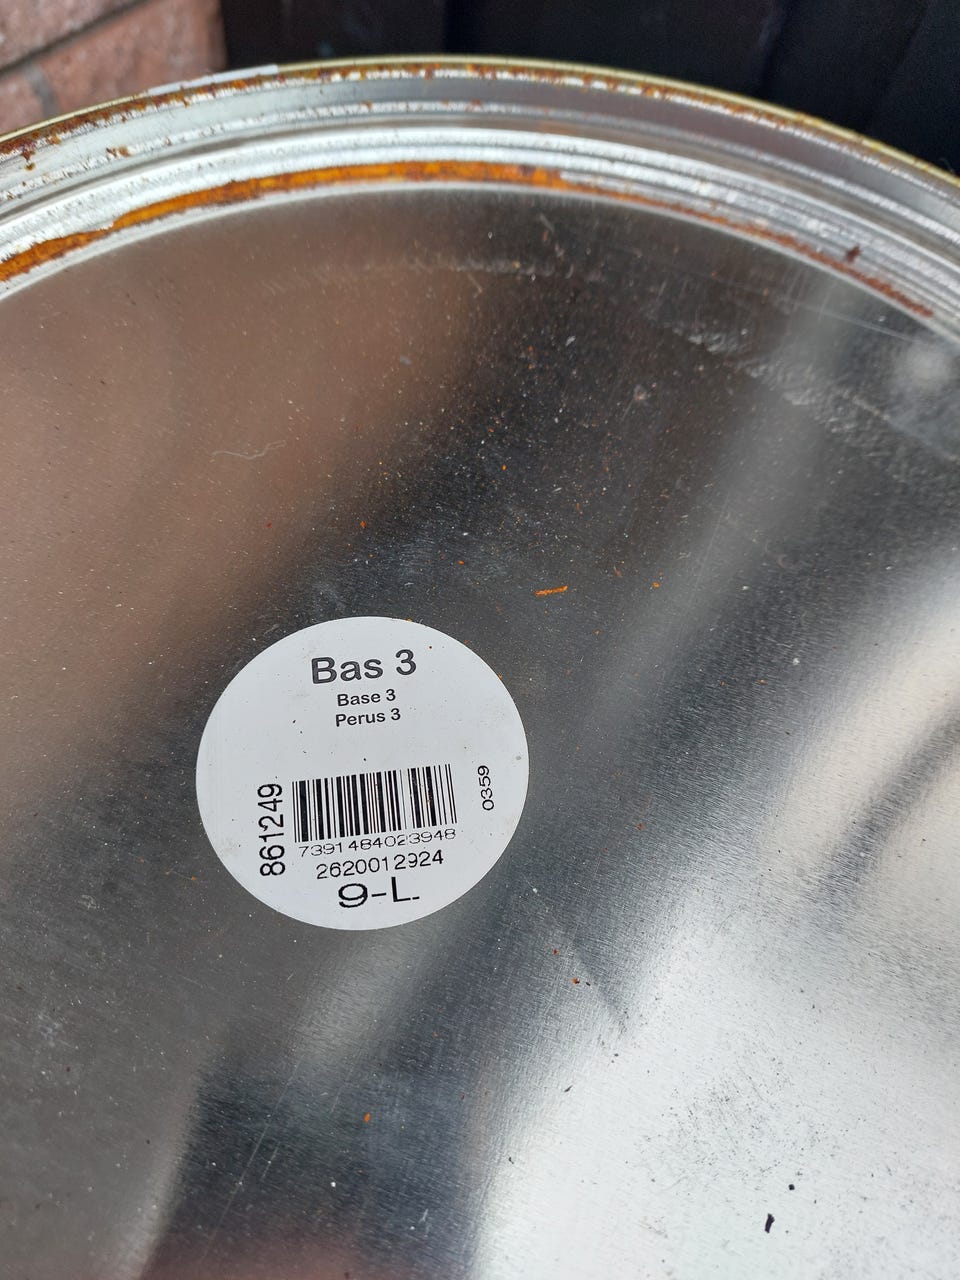 Bas 3
Base 3
Perus 3
861249
0359
7391484023948
2620012924
9-L.